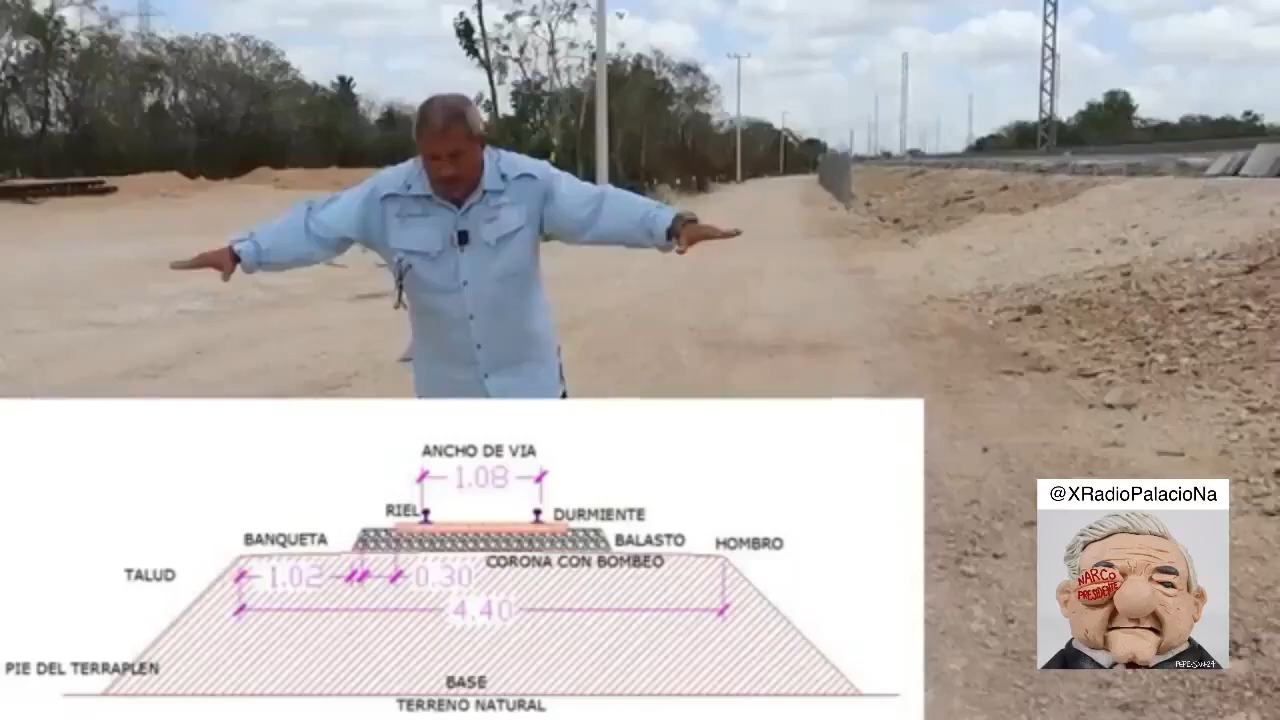 ANCHO DE VIA
1.08
RIEL
DURMIENTE
BANQUETA
BALASTO
HOMBRO
CORONA CON BOMBEO
TALUD
1.02
0.30
4.40
PIE DEL TERRAPLEN
BASE
TERRENO NATURAL
@XRadioPalacioNa
NARCO
PRESIDENTE